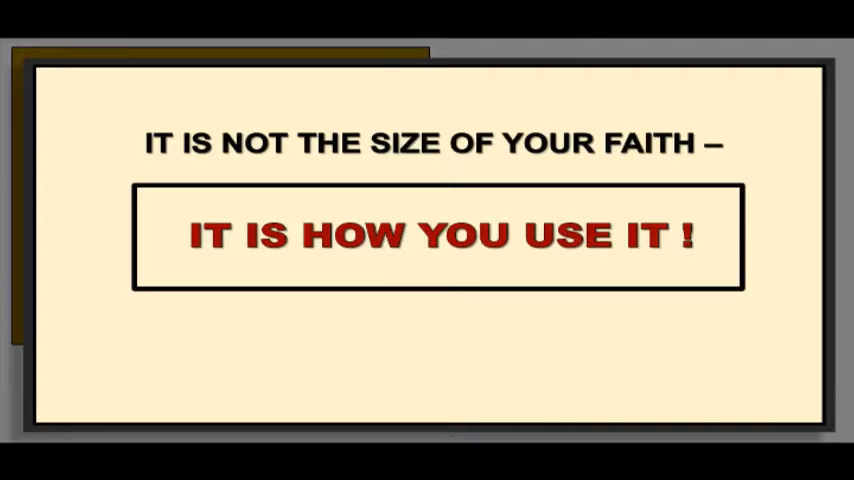 IT IS NOT THE SIZE OF YOUR FAITH –
IT IS HOW YOU USE IT !